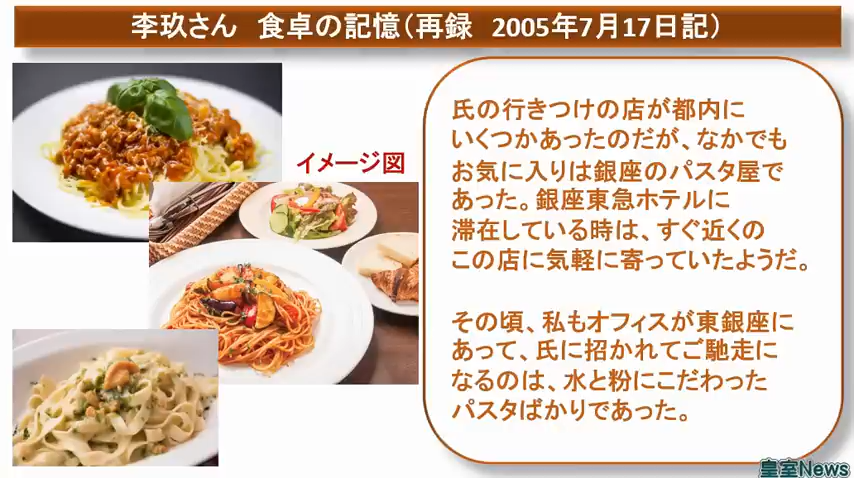 李玖さん　食卓の記憶（再録　2005年7月17日記）
イメージ図
氏の行きつけの店が都内に
いくつかあったのだが、なかでも
お気に入りは銀座のパスタ屋で
あった。銀座東急ホテルに
滞在している時は、すぐ近くの
この店に気軽に寄っていたようだ。
その頃、私もオフィスが東銀座に
あって、氏に招かれてご馳走に
なるのは、水と粉にこだわった
パスタばかりであった。
皇室News